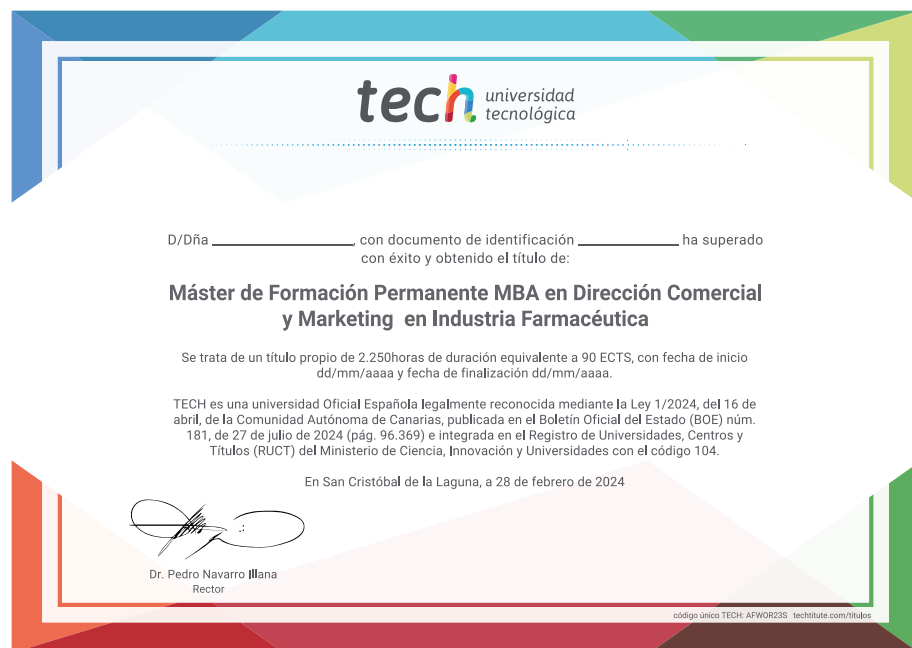 tech universidad
tecnológica
D/Dña ______________, con documento de identificación ______________ ha superado
con éxito y obtenido el título de:
Máster de Formación Permanente MBA en Dirección Comercial
y Marketing en Industria Farmacéutica
Se trata de un título propio de 2.250horas de duración equivalente a 90 ECTS, con fecha de inicio
dd/mm/aaaa y fecha de finalización dd/mm/aaaa.
TECH es una universidad Oficial Española legalmente reconocida mediante la Ley 1/2024, del 16 de
abril, de la Comunidad Autónoma de Canarias, publicada en el Boletín Oficial del Estado (BOE) núm.
181, de 27 de julio de 2024 (pág. 96.369) e integrada en el Registro de Universidades, Centros y
Títulos (RUCT) del Ministerio de Ciencia, Innovación y Universidades con el código 104.
En San Cristóbal de la Laguna, a 28 de febrero de 2024
Dr. Pedro Navarro Illana
Rector
código único TECH: AFWOR23S techtitute.com/titulos